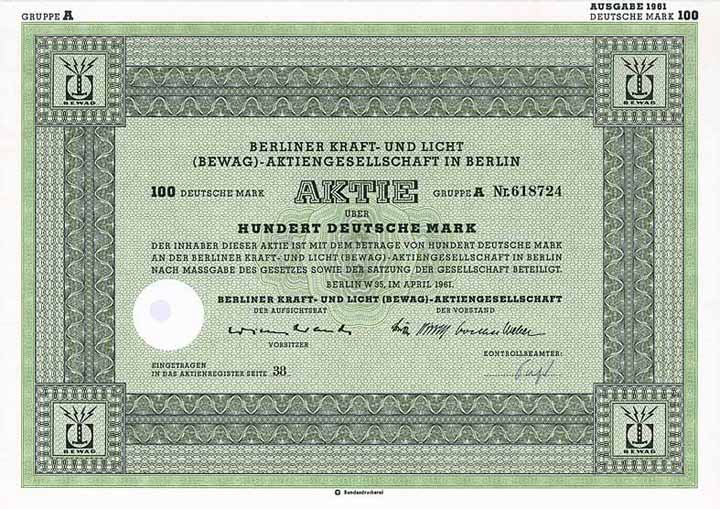 GRUPPE A
AUSGABE 1961
DEUTSCHE MARK 100
BEWAG
BEWAG
BERLINER KRAFT- UND LICHT
(BEWAG)-AKTIENGESELLSCHAFT IN BERLIN
100 DEUTSCHE MARK AKTIE GRUPPE A Nr. 618724
ÜBER
HUNDERT DEUTSCHE MARK
DER INHABER DIESER AKTIE IST MIT DEM BETRAGE VON HUNDERT DEUTSCHE MARK
AN DER BERLINER KRAFT- UND LICHT (BEWAG)-AKTIENGESELLSCHAFT IN BERLIN
NACH MASSGABE DES GESETZES SOWIE DER SATZUNG DER GESELLSCHAFT BETEILIGT.
BERLIN W 35, IM APRIL 1961.
BERLINER KRAFT- UND LICHT (BEWAG)-AKTIENGESELLSCHAFT
DER AUFSICHTSRAT DER VORSTAND
VORSITZER
KONTROLLBEAMTER:
EINGETRAGEN
IN DAS AKTIENREGISTER SEITE 38
BEWAG
BEWAG
Bundesdruckerei